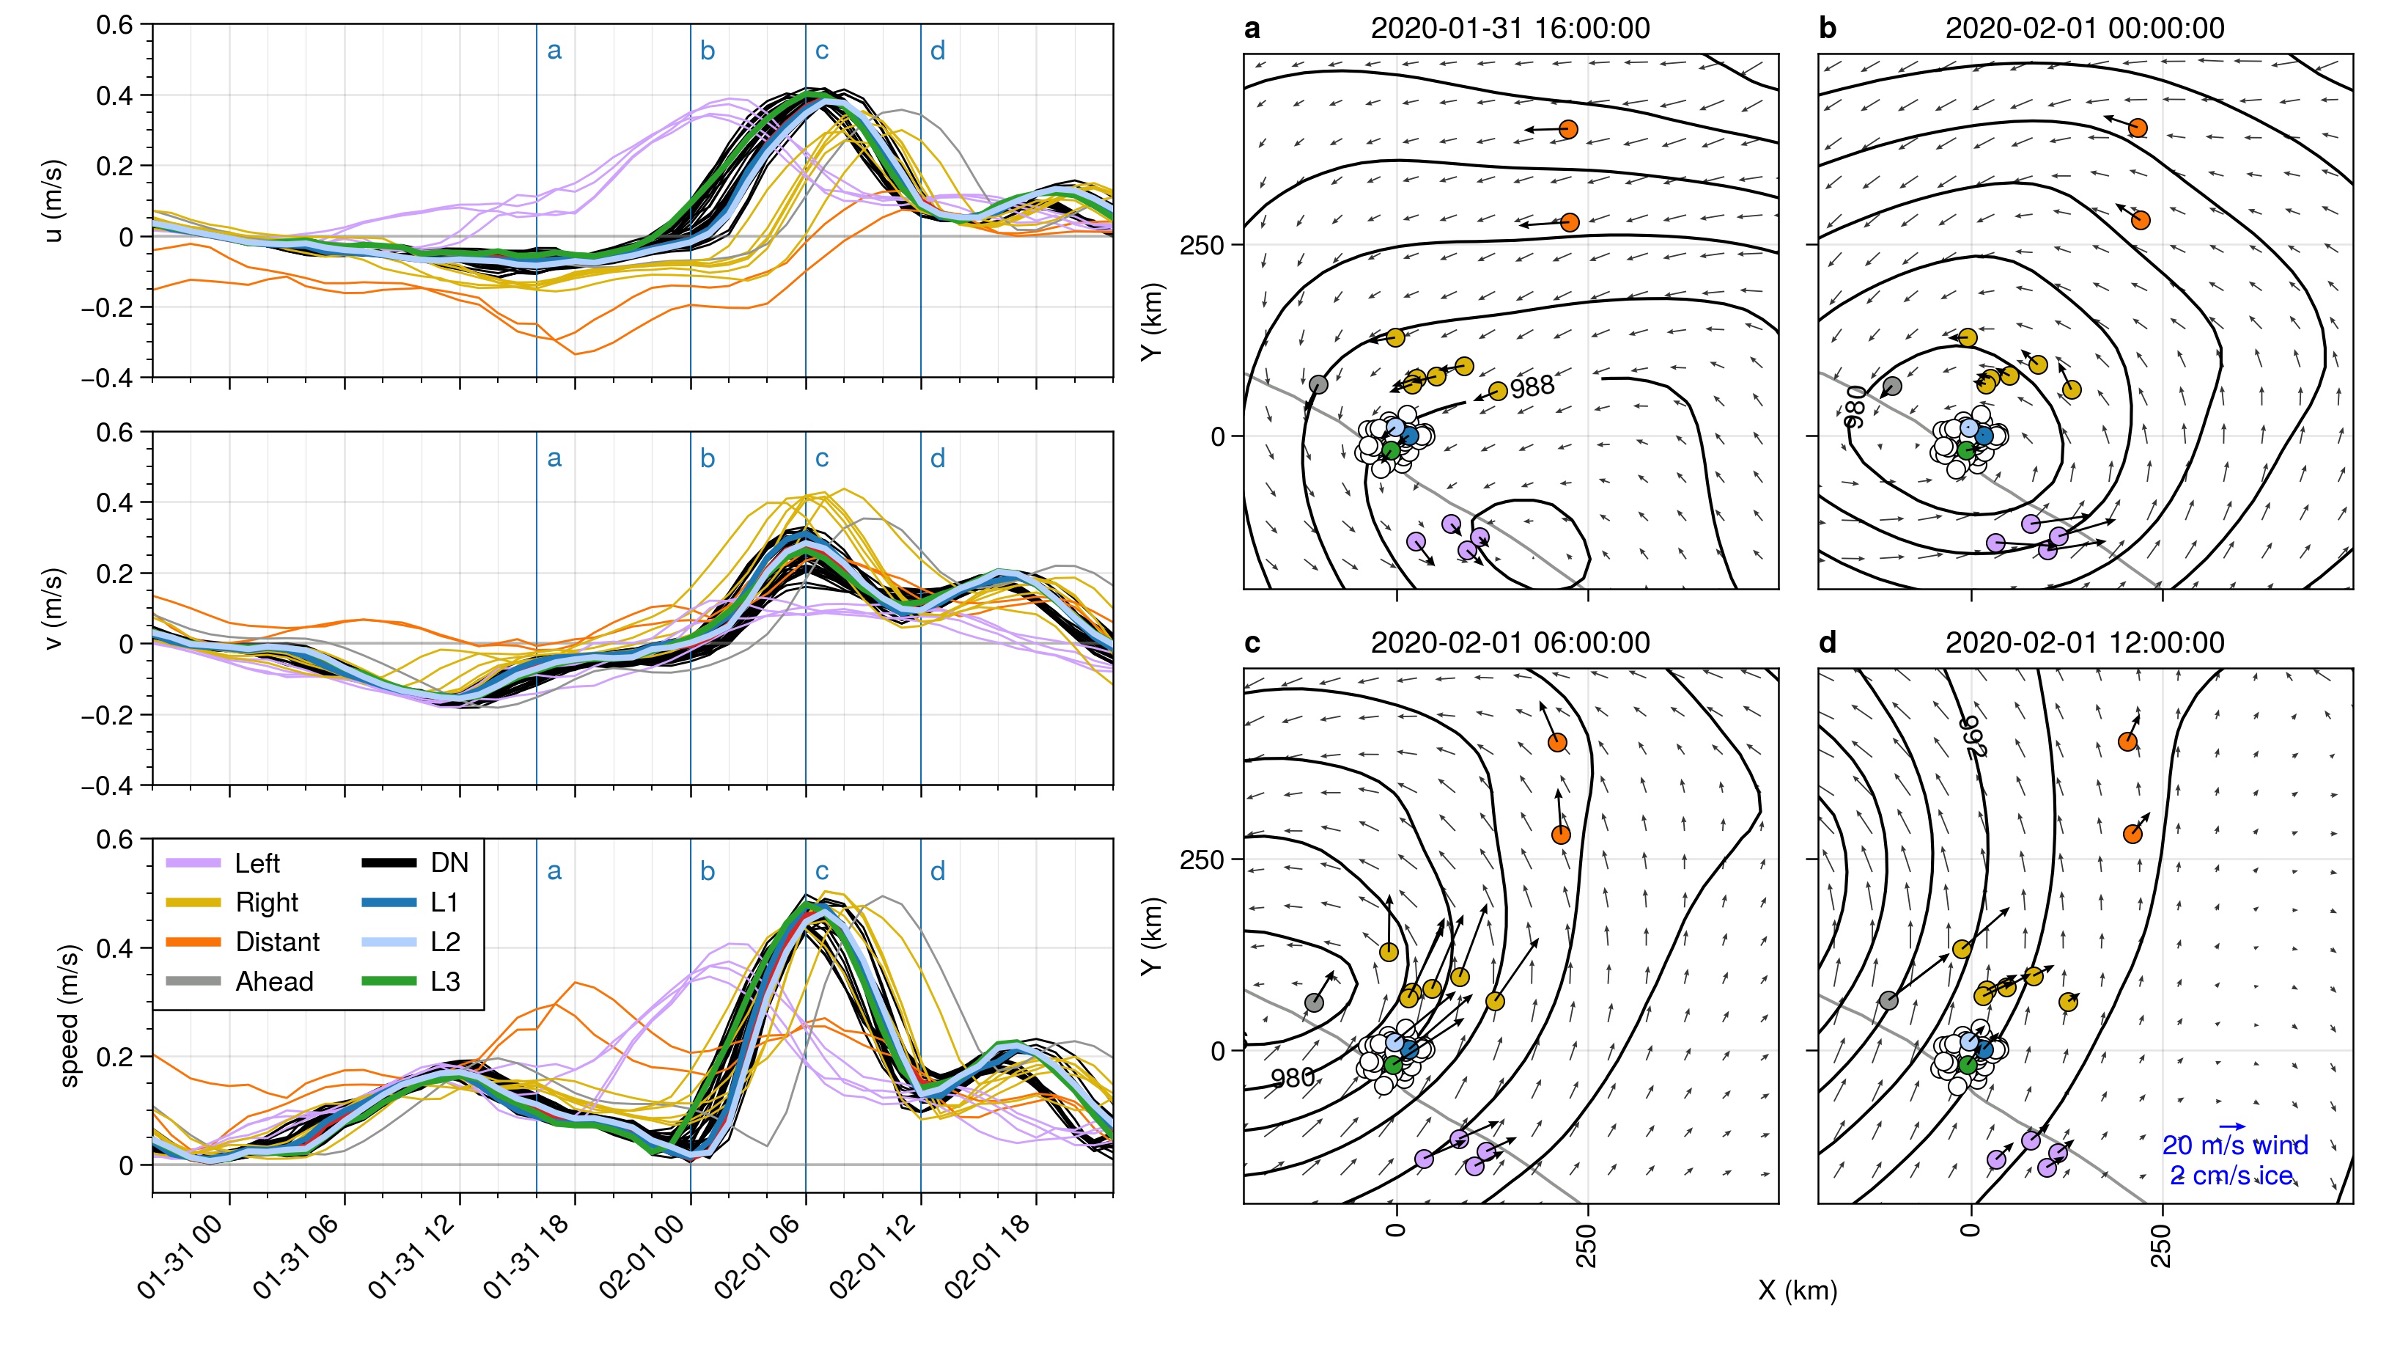 0.6
0.4
0.2
0
−0.2
−0.4
u (m/s)
a
b
c
d
0.6
0.4
0.2
0
−0.2
−0.4
v (m/s)
a
b
c
d
0.6
0.4
0.2
0
speed (m/s)
a
b
c
d
Left
Right
Distant
Ahead
DN
L1
L2
L3
01-31 00
01-31 06
01-31 12
01-31 18
02-01 00
02-01 06
02-01 12
02-01 18
a
2020-01-31 16:00:00
250
0
Y (km)
988
b
2020-02-01 00:00:00
980
c
2020-02-01 06:00:00
250
0
Y (km)
980
0
250
d
2020-02-01 12:00:00
992
20 m/s wind
2 cm/s ice
0
250
X (km)